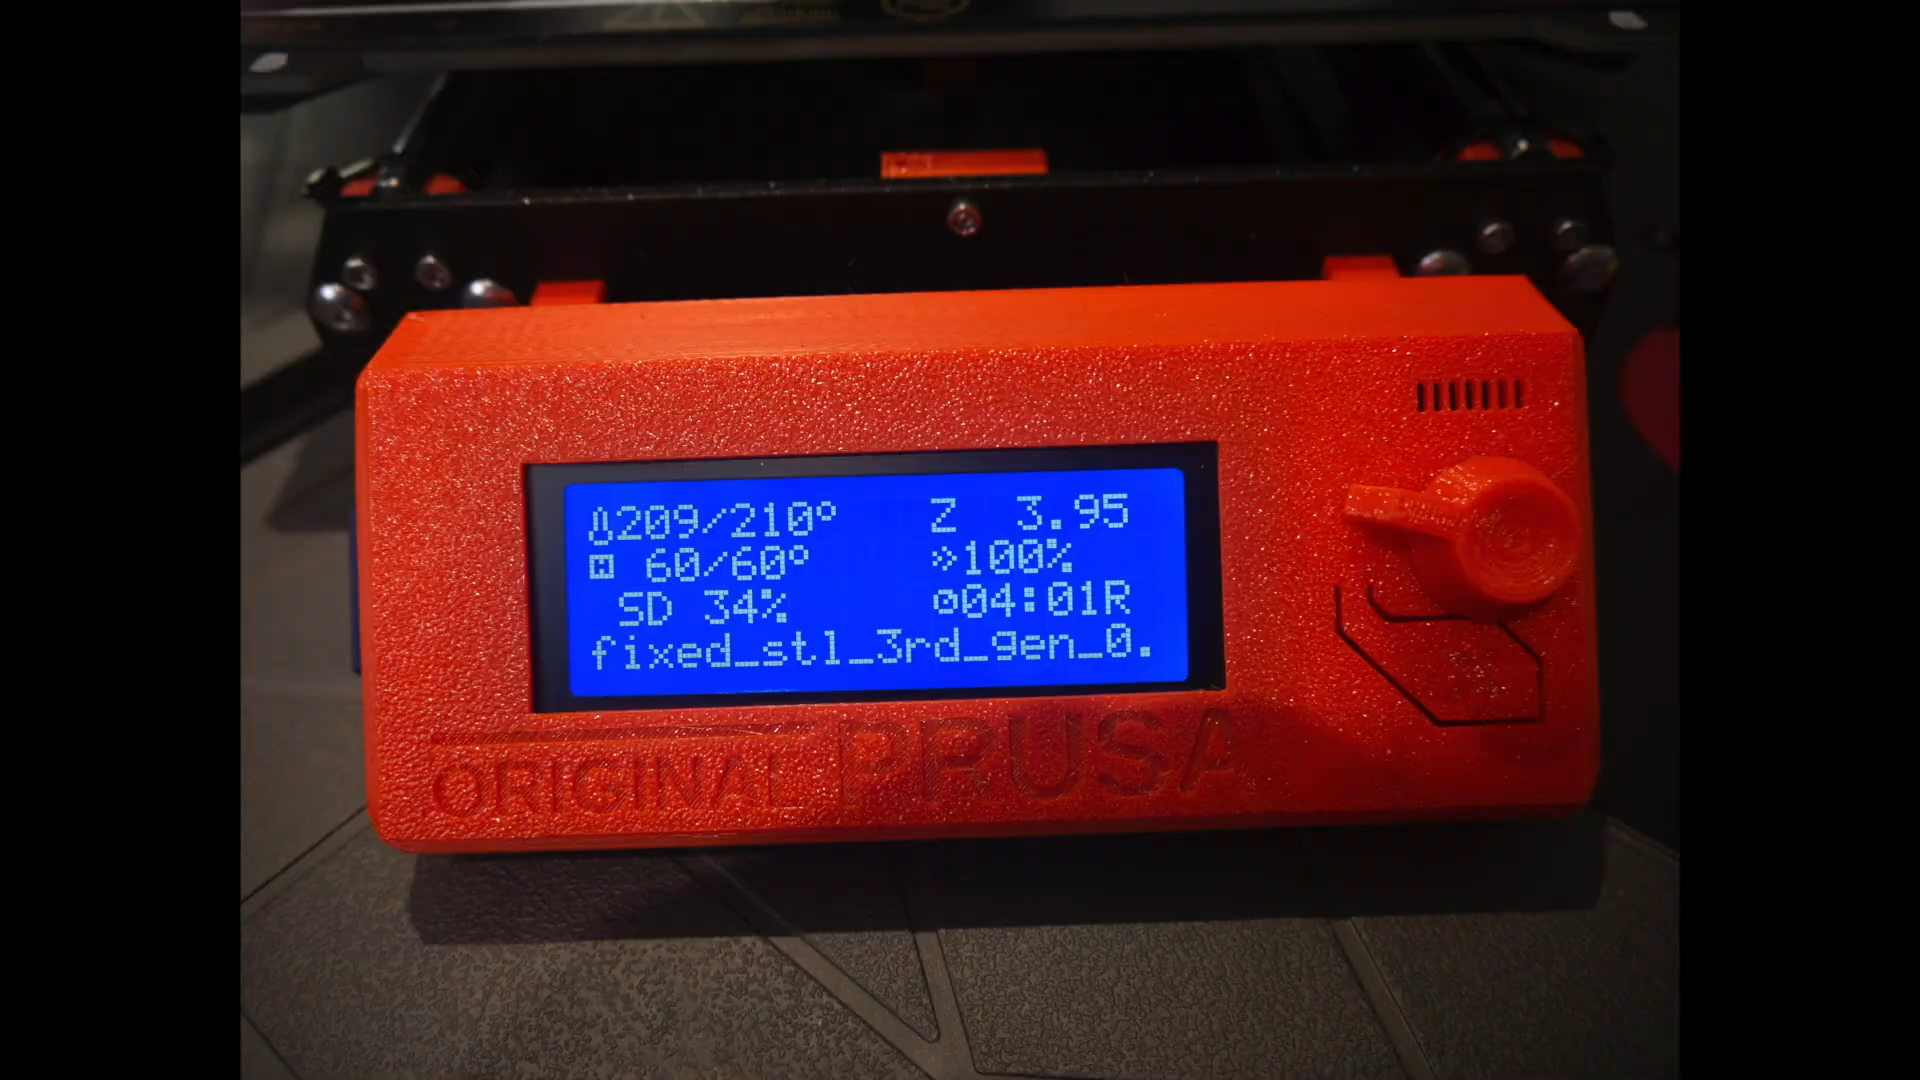 209/210° Z 3.95
60/60° 100%
SD 34% 04:01R
fixed_stl_3rd_gen_0.
ORIGINAL PRUSA